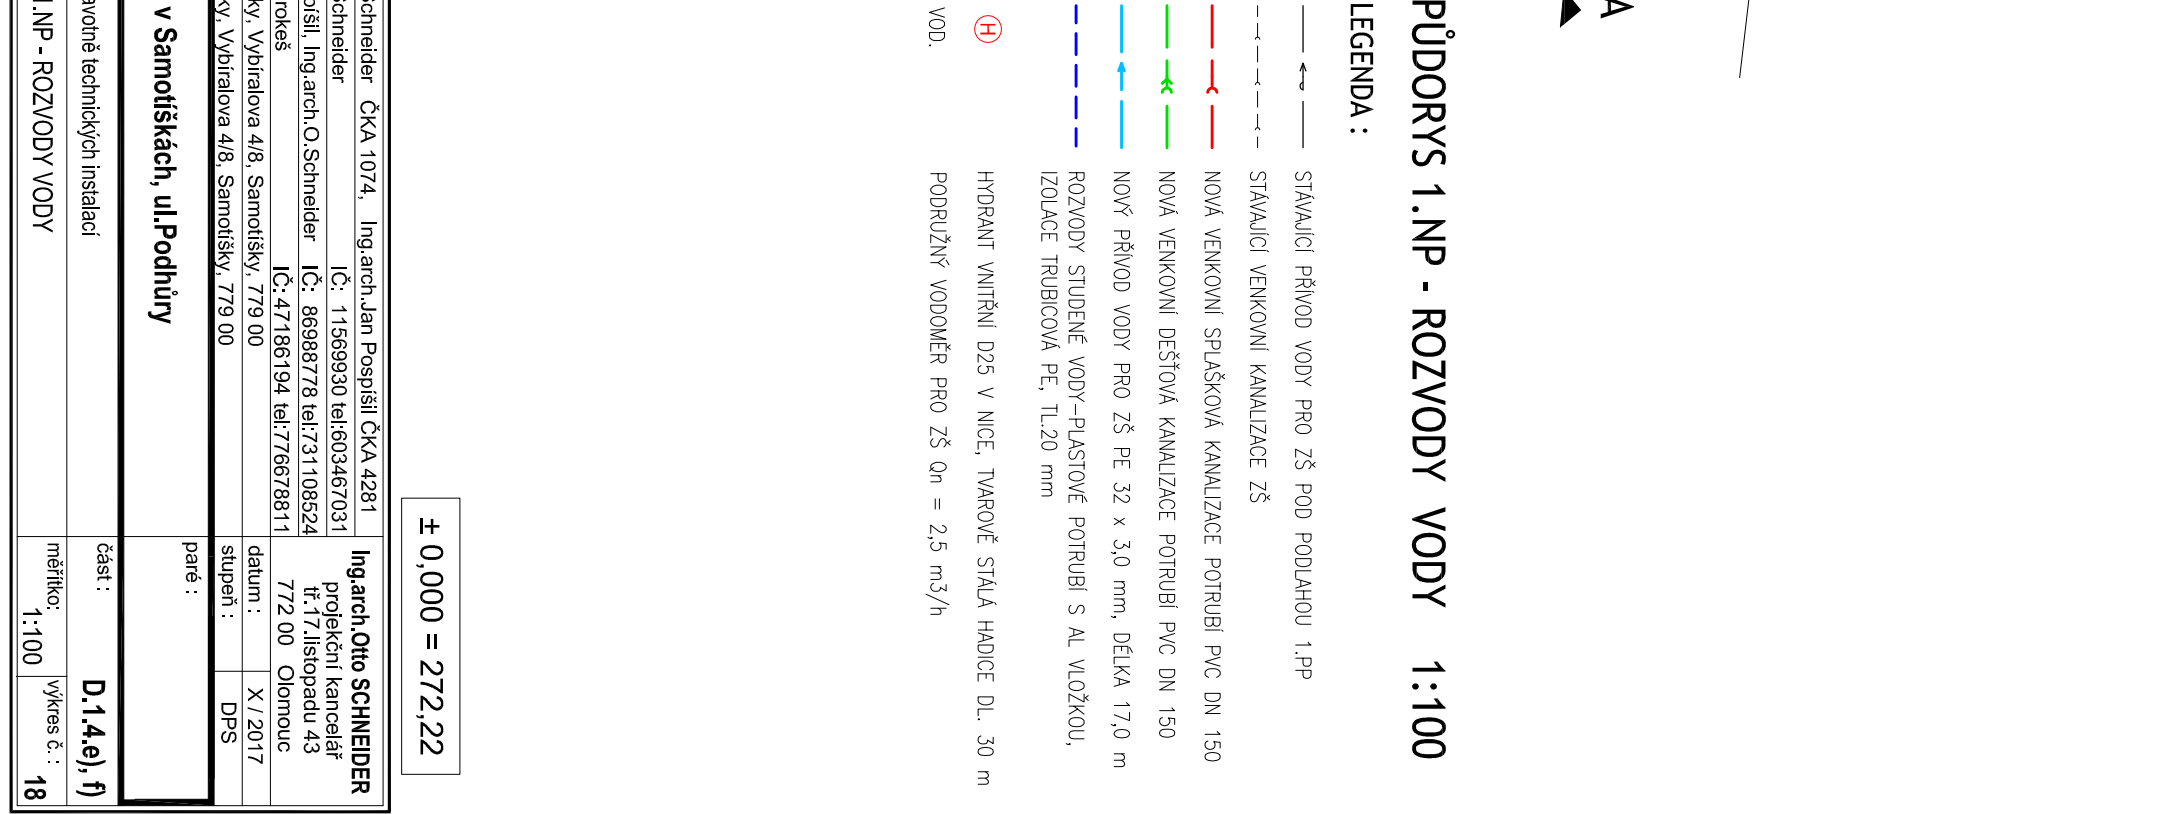 A
PŮDORYS 1.NP - ROZVODY VODY 1:100
LEGENDA :
STÁVAJÍCÍ PŘÍVOD VODY PRO ZŠ POD PODLAHOU 1.PP
STÁVAJÍCÍ VENKOVNÍ KANALIZACE ZŠ
NOVÁ VENKOVNÍ SPLAŠKOVÁ KANALIZACE POTRUBÍ PVC DN 150
NOVÁ VENKOVNÍ DEŠŤOVÁ KANALIZACE POTRUBÍ PVC DN 150
NOVÝ PŘÍVOD VODY PRO ZŠ PE 32 x 3,0 mm, DÉLKA 17,0 m
ROZVODY STUDENÉ VODY-PLASTOVÉ POTRUBÍ S AL VLOŽKOU,
IZOLACE TRUBICOVÁ PE, TL.20 mm
H HYDRANT VNITŘNÍ D25 V NICE, TVAROVĚ STÁLÁ HADICE DL. 30 m
VOD. PODRUŽNÝ VODOMĚR PRO ZŠ Qn = 2,5 m3/h
± 0,000 = 272,22
Schneider ČKA 1074, Ing.arch.Jan Pospíšil ČKA 4281
Schneider IČ: 11569930 tel:603467031
píšil, Ing.arch.O.Schneider IČ: 86988778 tel:731108524
rokeš IČ: 47186194 tel:776678811
ky, Vybíralova 4/8, Samotíšky, 779 00
ky, Vybíralova 4/8, Samotíšky, 779 00
Ing.arch.Otto SCHNEIDER
projekční kancelář
tř.17.listopadu 43
772 00 Olomouc
datum : X / 2017
stupeň : DPS
v Samotíškách, ul.Podhůry
paré :
avotně technických instalací
část : D.1.4.e), f)
1.NP - ROZVODY VODY
měřítko: 1:100
výkres č. : 18